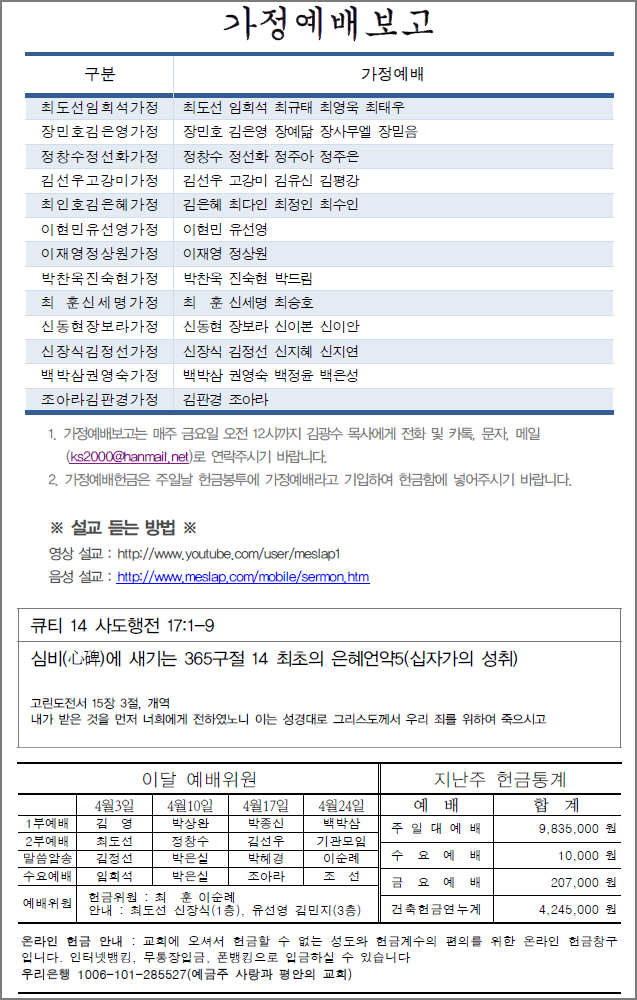 가정예배보고
구분 가정예배
최도선임희석가정 최도선 임희석 최규태 최영욱 최태우
장민호김은영가정 장민호 김은영 장예닮 장사무엘 장믿음
정창수정선화가정 정창수 정선화 정주아 정주은
김선우고강미가정 김선우 고강미 김유신 김평강
최인호김은혜가정 김은혜 최다인 최정인 최수인
이현민유선영가정 이현민 유선영
이재영정상원가정 이재영 정상원
박찬욱진숙현가정 박찬욱 진숙현 박드림
최 훈신세명가정 최 훈 신세명 최승호
신동현장보라가정 신동현 장보라 신이본 신이안
신장식김정선가정 신장식 김정선 신지혜 신지연
백박삼권영숙가정 백박삼 권영숙 백정윤 백은성
조아라김판경가정 김판경 조아라
1. 가정예배보고는 매주 금요일 오전 12시까지 김광수 목사에게 전화 및 카톡, 문자, 메일
(ks2000@hanmail.net)로 연락주시기 바랍니다.
2. 가정예배헌금은 주일날 헌금봉투에 가정예배라고 기입하여 헌금함에 넣어주시기 바랍니다.
※ 설교 듣는 방법 ※
영상 설교 : http://www.youtube.com/user/meslap1
음성 설교 : http://www.meslap.com/mobile/sermon.htm
큐티 14 사도행전 17:1-9
심비(心碑)에 새기는 365구절 14 최초의 은혜언약5(십자가의 성취)
고린도전서 15장 3절, 개역
내가 받은 것을 먼저 너희에게 전하였노니 이는 성경대로 그리스도께서 우리 죄를 위하여 죽으시고
이달 예배위원
4월3일 4월10일 4월17일 4월24일
1부예배 김 영 박상완 박종신 백박삼
2부예배 최도선 정창수 김선우 기관모임
말씀암송 김정선 박은실 박혜경 이순례
수요예배 임희석 박은실 조아라 조 선
예배위원 헌금위원 : 최 훈 이순례
안내 : 최도선 신장식(1층), 유선영 김민지(3층)
지난주 헌금통계
예 배 합 계
주 일 대 예 배 9,835,000 원
수 요 예 배 10,000 원
금 요 예 배 207,000 원
건축헌금연누계 4,245,000 원
온라인 헌금 안내 : 교회에 오셔서 헌금할 수 없는 성도와 헌금계수의 편의를 위한 온라인 헌금창구
입니다. 인터넷뱅킹, 무통장입금, 폰뱅킹으로 입금하실 수 있습니다
우리은행 1006-101-285527(예금주 사랑과 평안의 교회)